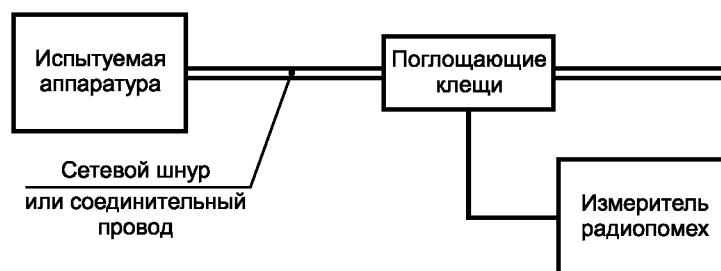 Испытуемая
аппаратура
Поглощающие
клещи
Сетевой шнур
или соединительный
провод
Измеритель
радиопомех